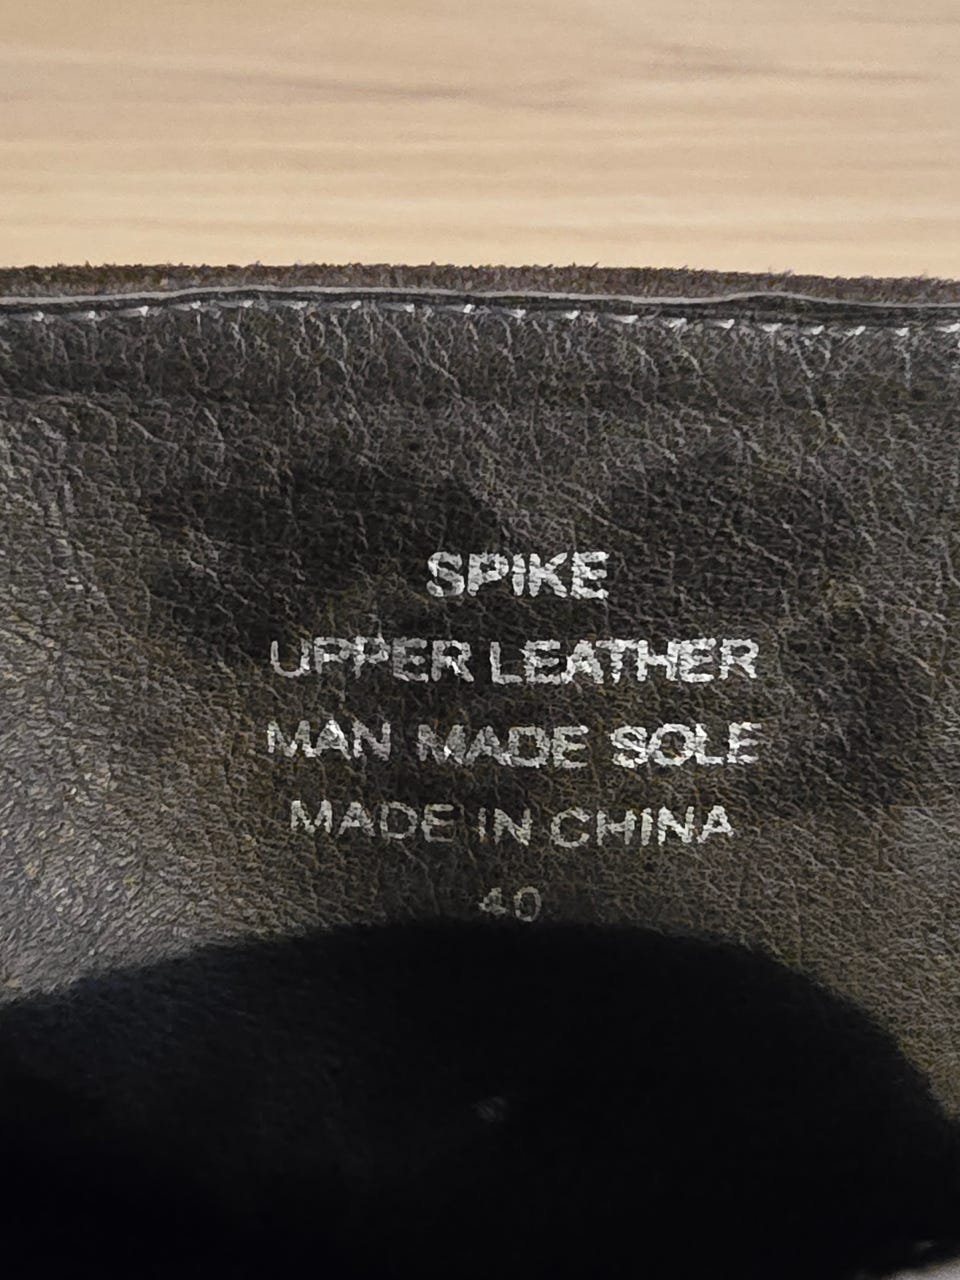 SPIKE
UPPER LEATHER
MAN MADE SOLE
MADE IN CHINA
40